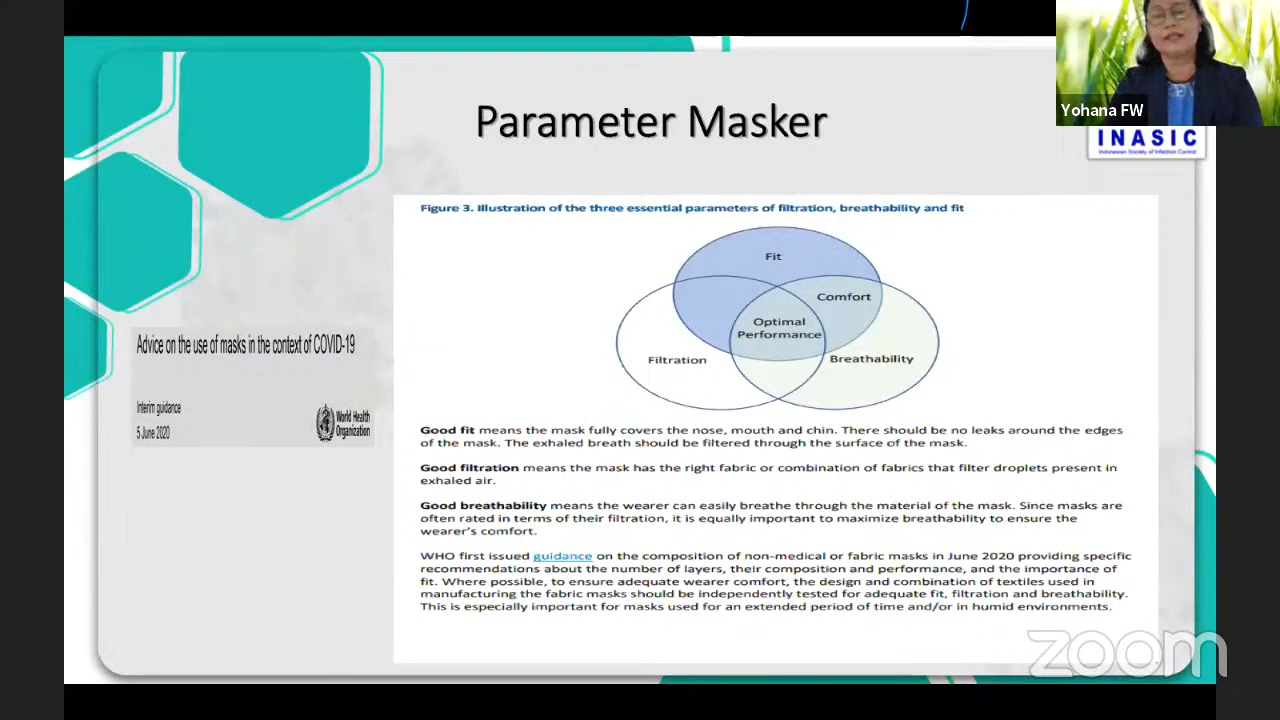 Yohana FW
Parameter Masker
INASIC
Indonesian Society of Infection Control
Figure 3. Illustration of the three essential parameters of filtration, breathability and fit
Fit
Comfort
Optimal
Performance
Filtration
Breathability
Advice on the use of masks in the context of COVID-19
Interim guidance
5 June 2020
World Health
Organization
Good fit means the mask fully covers the nose, mouth and chin. There should be no leaks around the edges
of the mask. The exhaled breath should be filtered through the surface of the mask.
Good filtration means the mask has the right fabric or combination of fabrics that filter droplets present in
exhaled air.
Good breathability means the wearer can easily breathe through the material of the mask. Since masks are
often rated in terms of their filtration, it is equally important to maximize breathability to ensure the
wearer's comfort.
WHO first issued guidance on the composition of non-medical or fabric masks in June 2020 providing specific
recommendations about the number of layers, their composition and performance, and the importance of
fit. Where possible, to ensure adequate wearer comfort, the design and combination of textiles used in
manufacturing the fabric masks should be independently tested for adequate fit, filtration and breathability.
This is especially important for masks used for an extended period of time and/or in humid environments.
zoom